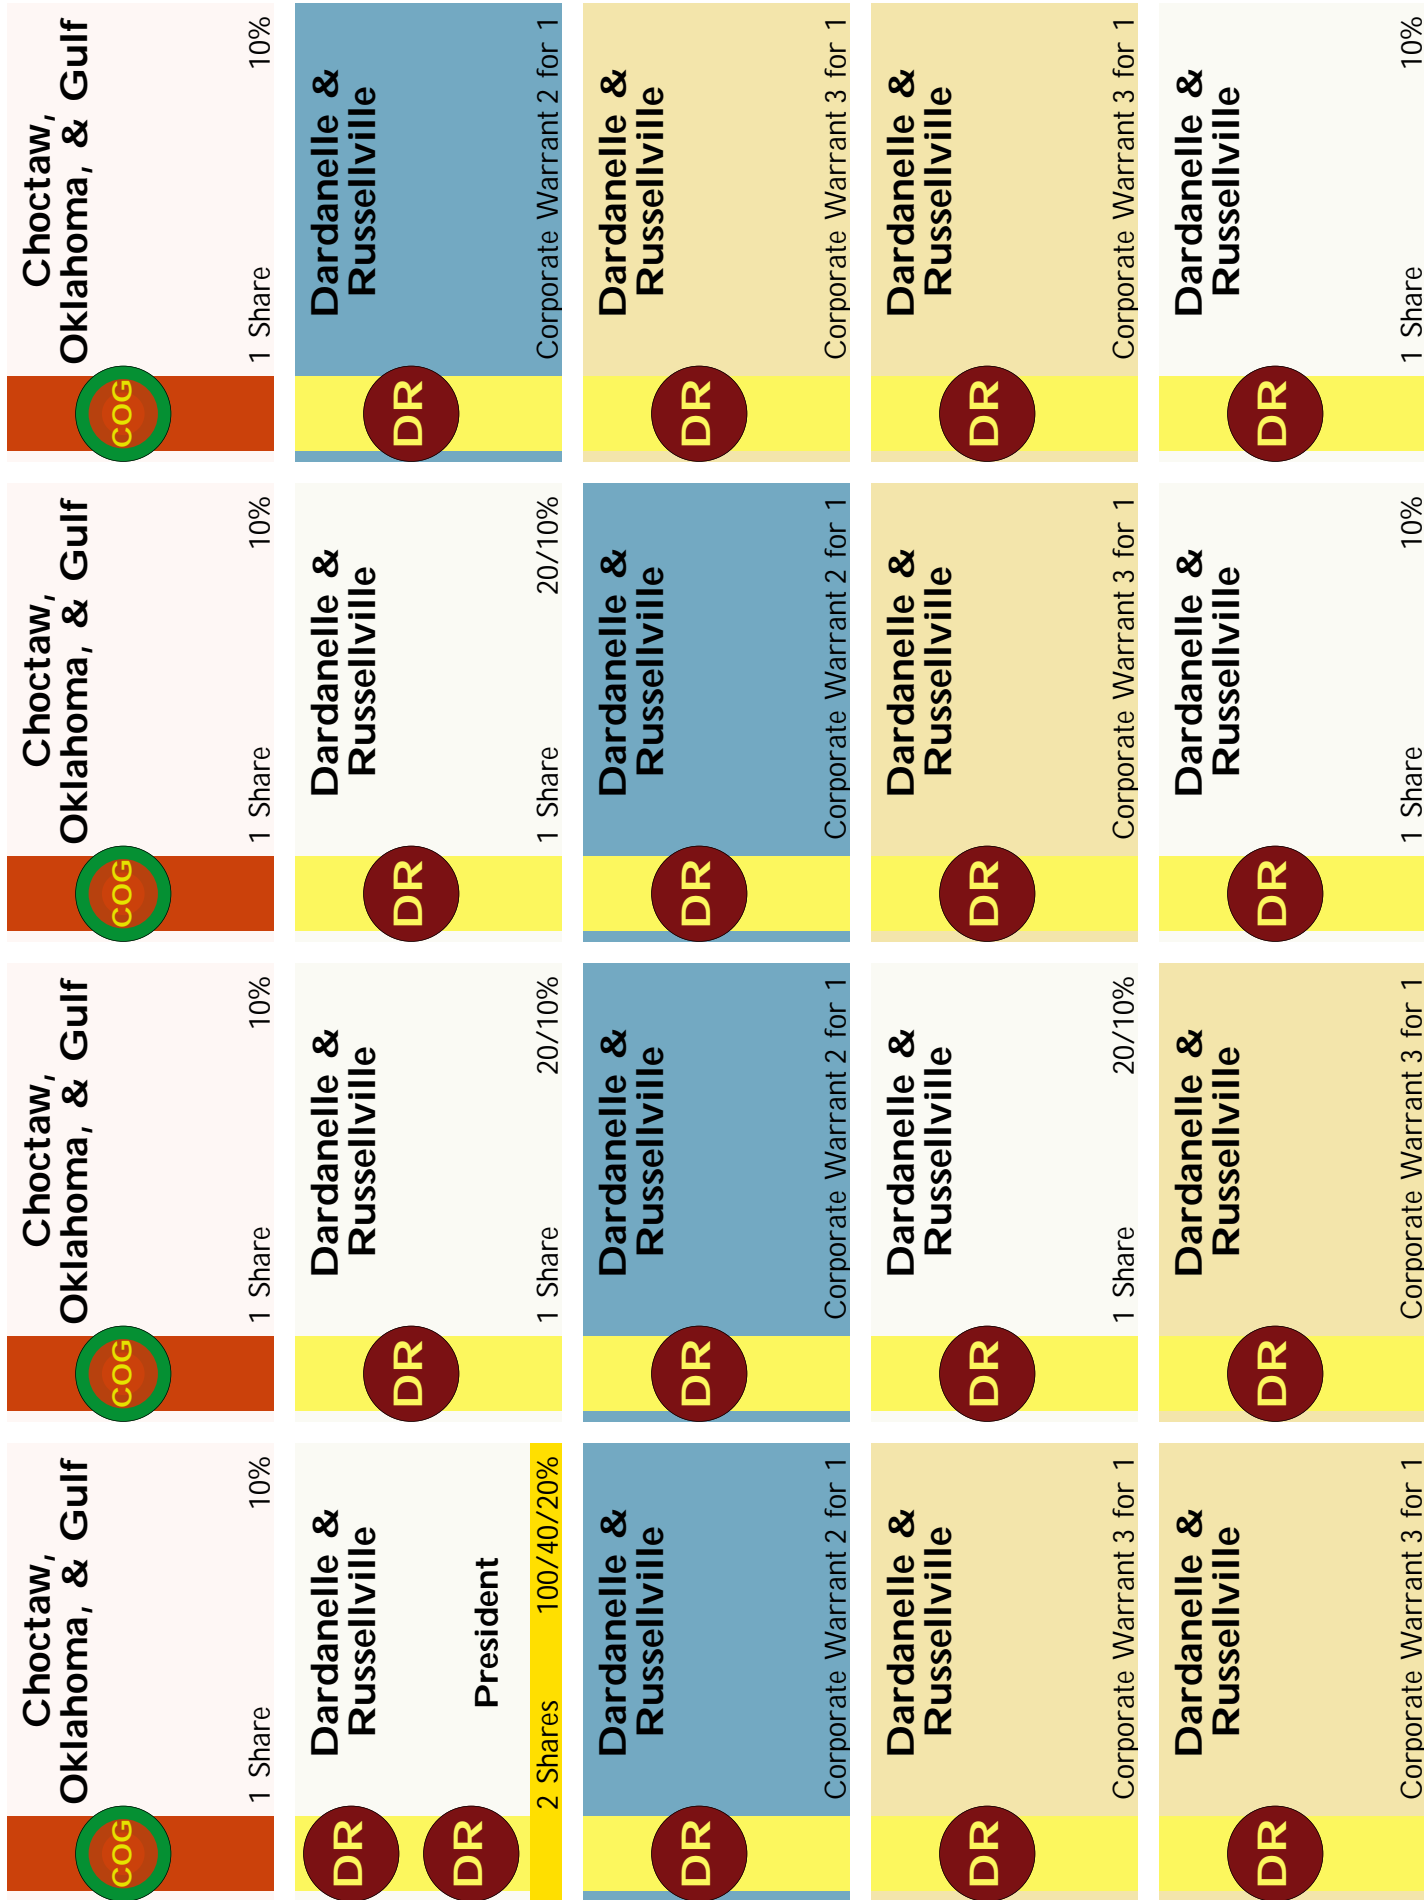 Choctaw,
Oklahoma, & Gulf
1 Share 10%
COG
Dardanelle &
Russellville
Corporate Warrant 2 for 1
DR
Dardanelle &
Russellville
Corporate Warrant 3 for 1
DR
Dardanelle &
Russellville
Corporate Warrant 3 for 1
DR
Dardanelle &
Russellville
1 Share 10%
DR
Choctaw,
Oklahoma, & Gulf
1 Share 10%
COG
Dardanelle &
Russellville
1 Share 20/10%
DR
Dardanelle &
Russellville
Corporate Warrant 2 for 1
DR
Dardanelle &
Russellville
Corporate Warrant 3 for 1
DR
Dardanelle &
Russellville
1 Share 10%
DR
Choctaw,
Oklahoma, & Gulf
1 Share 10%
COG
Dardanelle &
Russellville
1 Share 20/10%
DR
Dardanelle &
Russellville
Corporate Warrant 2 for 1
DR
Dardanelle &
Russellville
1 Share 20/10%
DR
Dardanelle &
Russellville
Corporate Warrant 3 for 1
DR
Choctaw,
Oklahoma, & Gulf
1 Share 10%
COG
Dardanelle &
Russellville
President
2 Shares 100/40/20%
DR
DR
Dardanelle &
Russellville
Corporate Warrant 2 for 1
DR
Dardanelle &
Russellville
Corporate Warrant 3 for 1
DR
Dardanelle &
Russellville
Corporate Warrant 3 for 1
DR